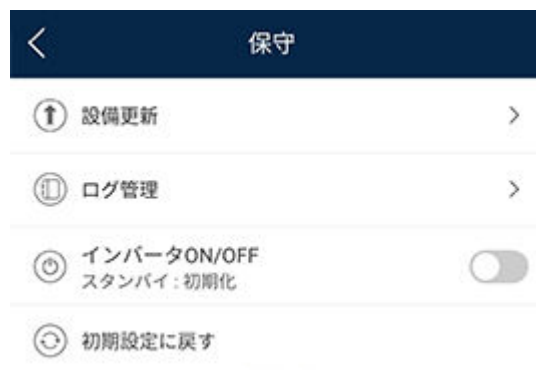 保守
設備更新
ログ管理
インバータON/OFF
スタンバイ : 初期化
初期設定に戻す